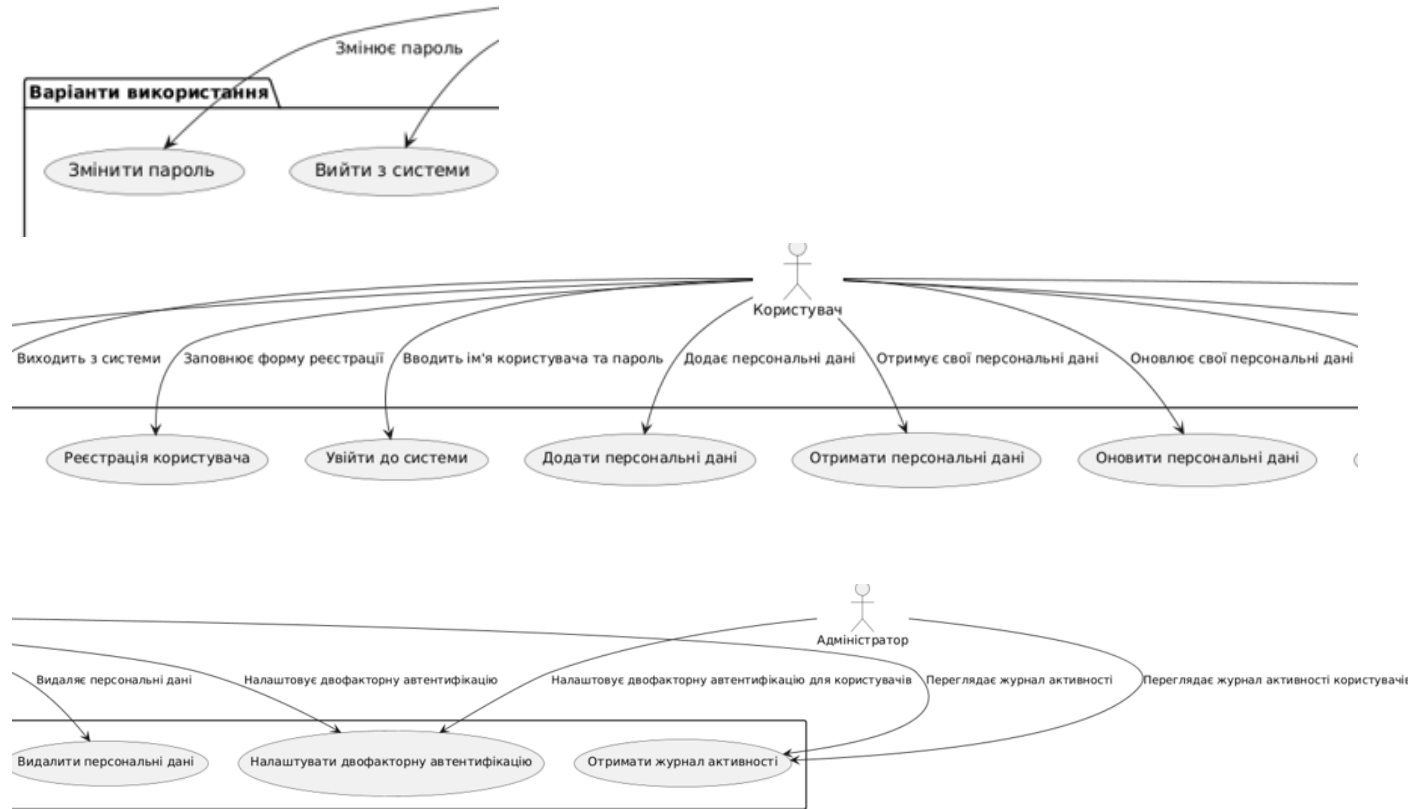 Змінює пароль
Варіанти використання
Змінити пароль
Вийти з системи
Користувач
Виходить з системи
Заповнює форму реєстрації
Вводить ім'я користувача та пароль
Додає персональні дані
Отримує свої персональні дані
Оновлює свої персональні дані
Реєстрація користувача
Увійти до системи
Додати персональні дані
Отримати персональні дані
Оновити персональні дані
Адміністратор
Видаляє персональні дані
Налаштовує двофакторну автентифікацію
Налаштовує двофакторну автентифікацію для користувачів
Переглядає журнал активності
Переглядає журнал активності користувачів
Видалити персональні дані
Налаштувати двофакторну автентифікацію
Отримати журнал активності